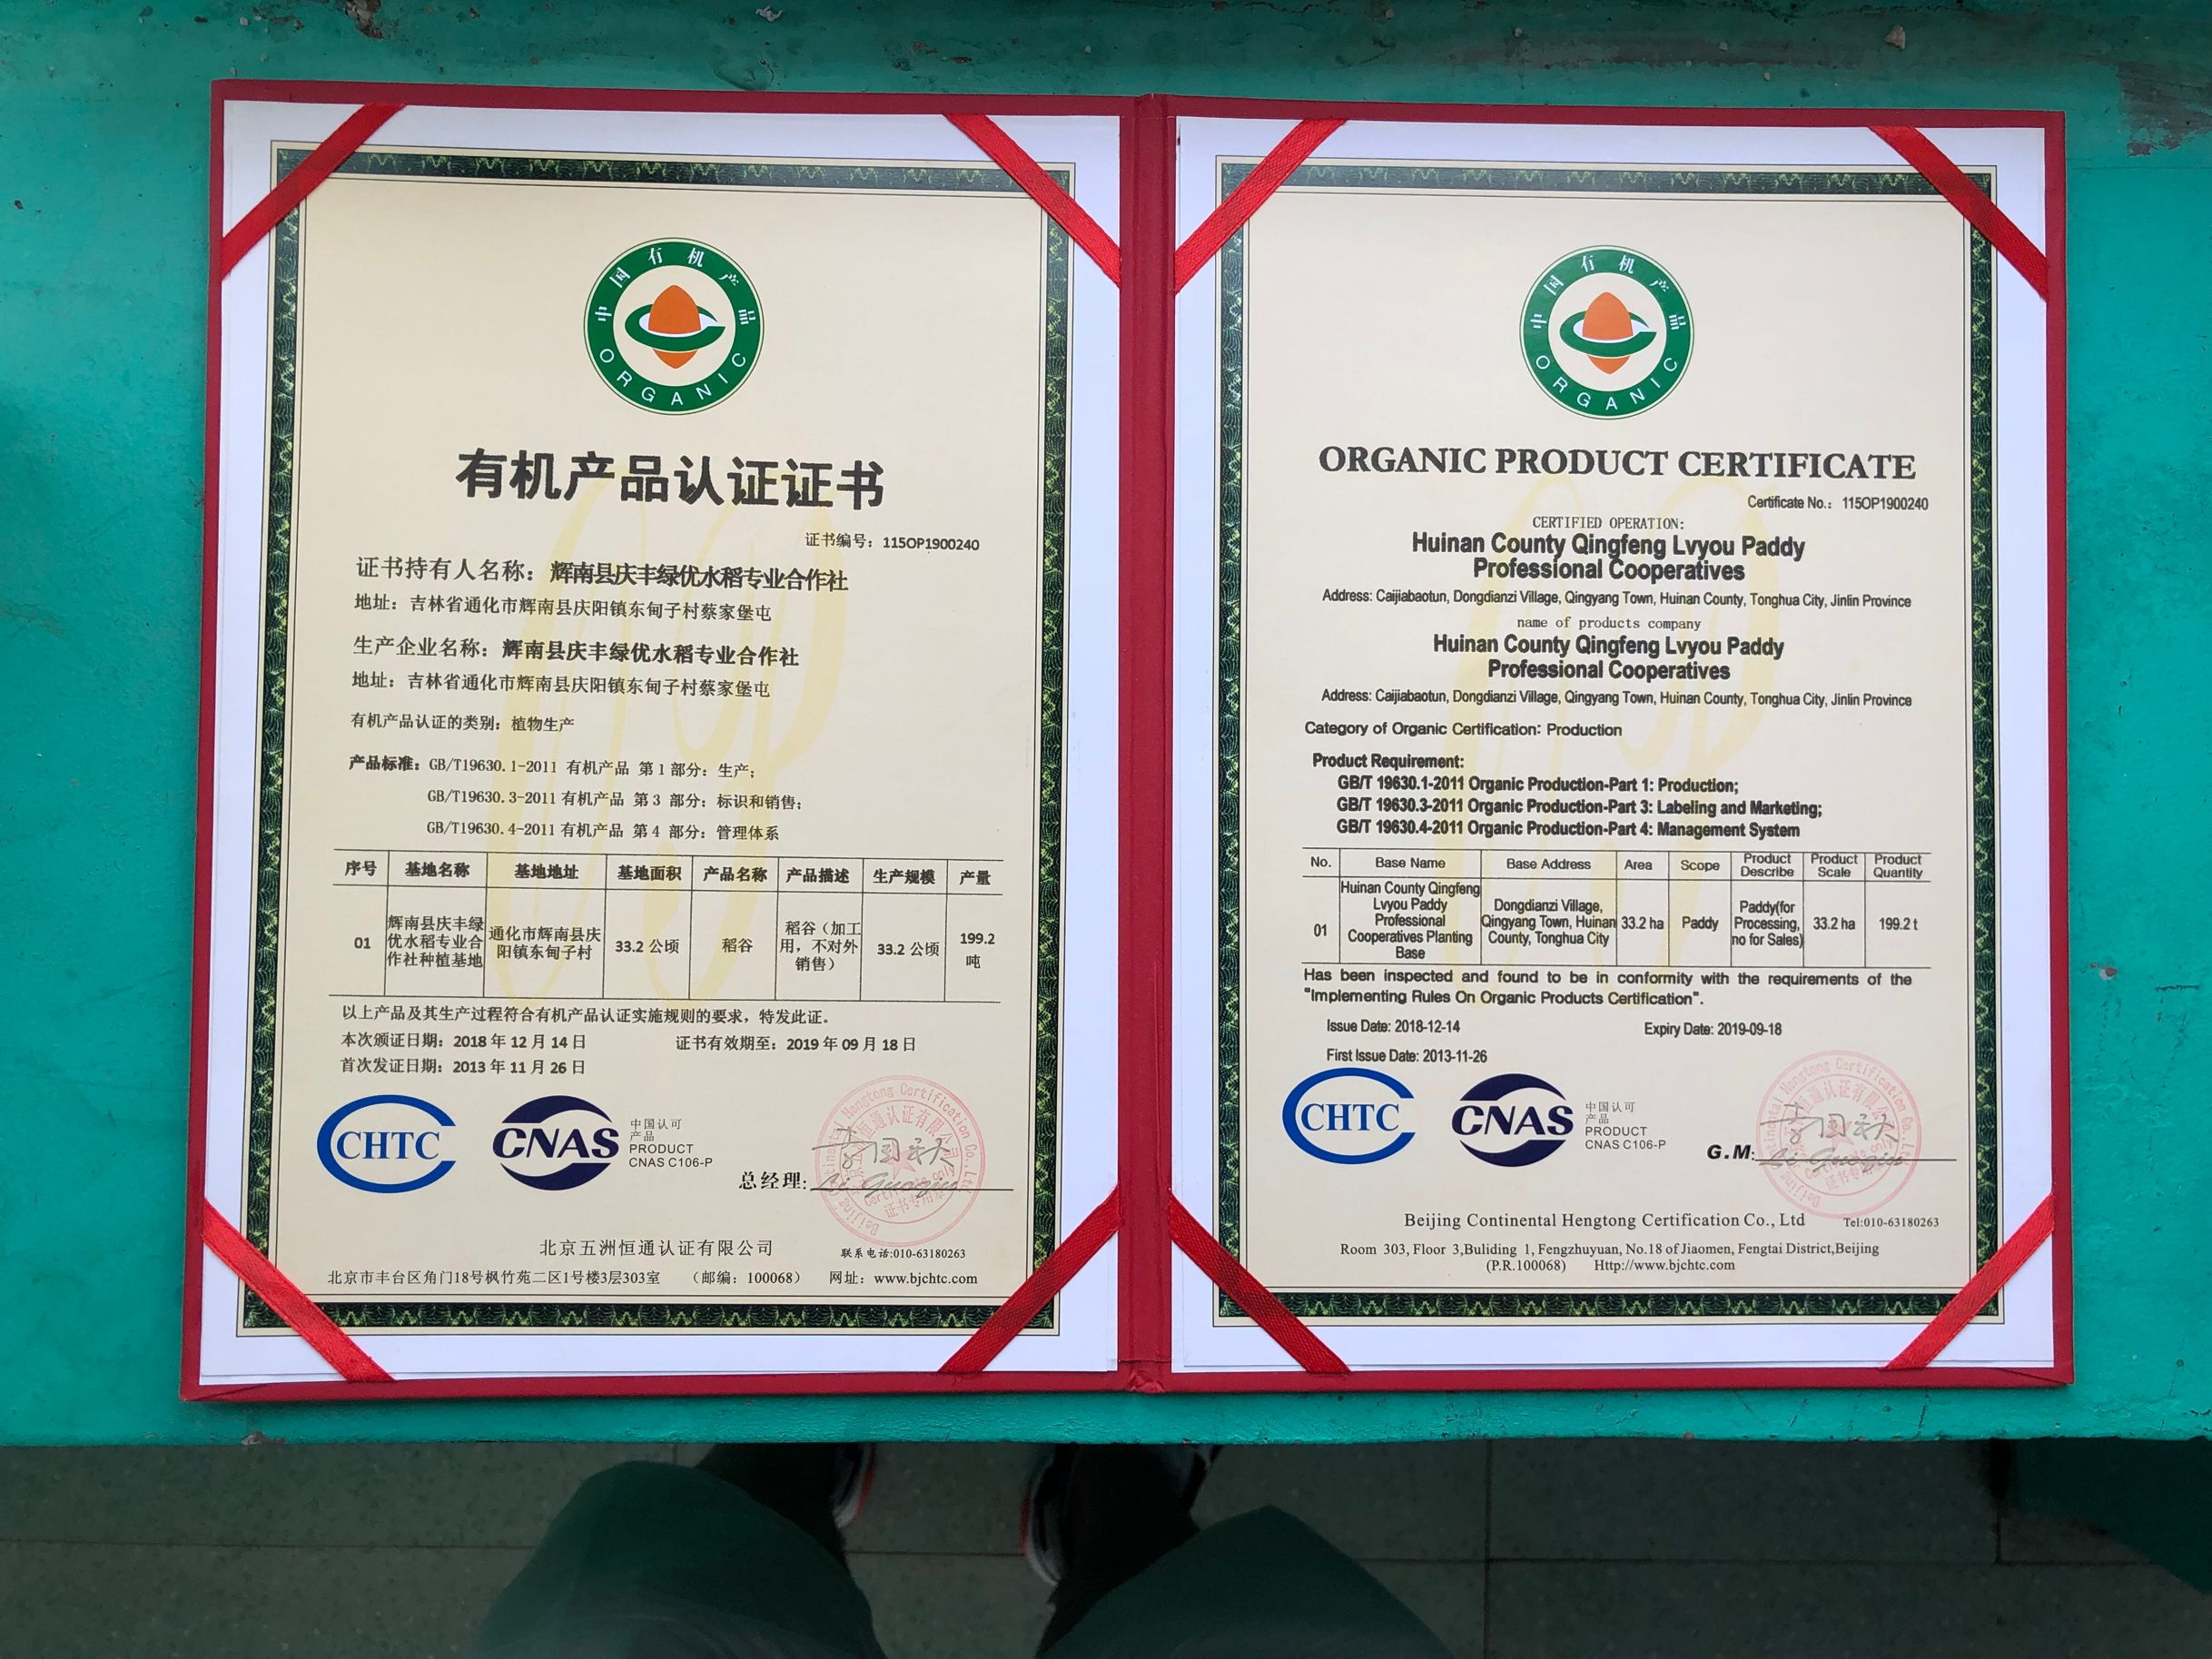 中国有机产品
ORGANIC
有机产品认证证书
证书编号：115OP1900240
证书持有人名称：辉南县庆丰绿优水稻专业合作社
地址：吉林省通化市辉南县庆阳镇东甸子村蔡家堡屯
生产企业名称：辉南县庆丰绿优水稻专业合作社
地址：吉林省通化市辉南县庆阳镇东甸子村蔡家堡屯
有机产品认证的类别：植物生产
产品标准：GB/T19630.1-2011 有机产品 第1部分：生产；
GB/T19630.3-2011 有机产品 第3 部分：标识和销售；
GB/T19630.4-2011 有机产品 第4 部分：管理体系
序号 基地名称 基地地址 基地面积 产品名称 产品描述 生产规模 产量
01 辉南县庆丰绿优水稻专业合作社种植基地 通化市辉南县庆阳镇东甸子村 33.2 公顷 稻谷 稻谷（加工用，不对外销售） 33.2 公顷 199.2 吨
以上产品及其生产过程符合有机产品认证实施规则的要求，特发此证。
本次颁证日期：2018 年 12 月 14 日 证书有效期至：2019 年 09 月 18 日
首次发证日期：2013 年 11 月 26 日
CHTC
CNAS
中国认可
产品
PRODUCT
CNAS C106-P
总经理：
Li Guoqiu
北京五洲恒通认证有限公司 联系电话:010-63180263
北京市丰台区角门18号枫竹苑二区1号楼3层303室 （邮编：100068） 网址：www.bjchtc.com
中国有机产品
ORGANIC
ORGANIC PRODUCT CERTIFICATE
Certificate No.： 115OP1900240
CERTIFIED OPERATION:
Huinan County Qingfeng Lvyou Paddy
Professional Cooperatives
Address: Caijiabaotun, Dongdianzi Village, Qingyang Town, Huinan County, Tonghua City, Jinlin Province
name of products company
Huinan County Qingfeng Lvyou Paddy
Professional Cooperatives
Address: Caijiabaotun, Dongdianzi Village, Qingyang Town, Huinan County, Tonghua City, Jinlin Province
Category of Organic Certification: Production
Product Requirement:
GB/T 19630.1-2011 Organic Production-Part 1: Production;
GB/T 19630.3-2011 Organic Production-Part 3: Labeling and Marketing;
GB/T 19630.4-2011 Organic Production-Part 4: Management System
No. Base Name Base Address Area Scope Product Describe Product Scale Product Quantity
01 Huinan County Qingfeng Lvyou Paddy Professional Cooperatives Planting Base Dongdianzi Village, Qingyang Town, Huinan County, Tonghua City 33.2 ha Paddy Paddy(for Processing, no for Sales) 33.2 ha 199.2 t
Has been inspected and found to be in conformity with the requirements of the
"Implementing Rules On Organic Products Certification".
Issue Date: 2018-12-14 Expiry Date: 2019-09-18
First Issue Date: 2013-11-26
CHTC
CNAS
中国认可
产品
PRODUCT
CNAS C106-P
G.M:
Li Guoqiu
Beijing Continental Hengtong Certification Co., Ltd Tel:010-63180263
Room 303, Floor 3,Buliding 1, Fengzhuyuan, No.18 of Jiaomen, Fengtai District,Beijing
(P.R.100068) Http://www.bjchtc.com